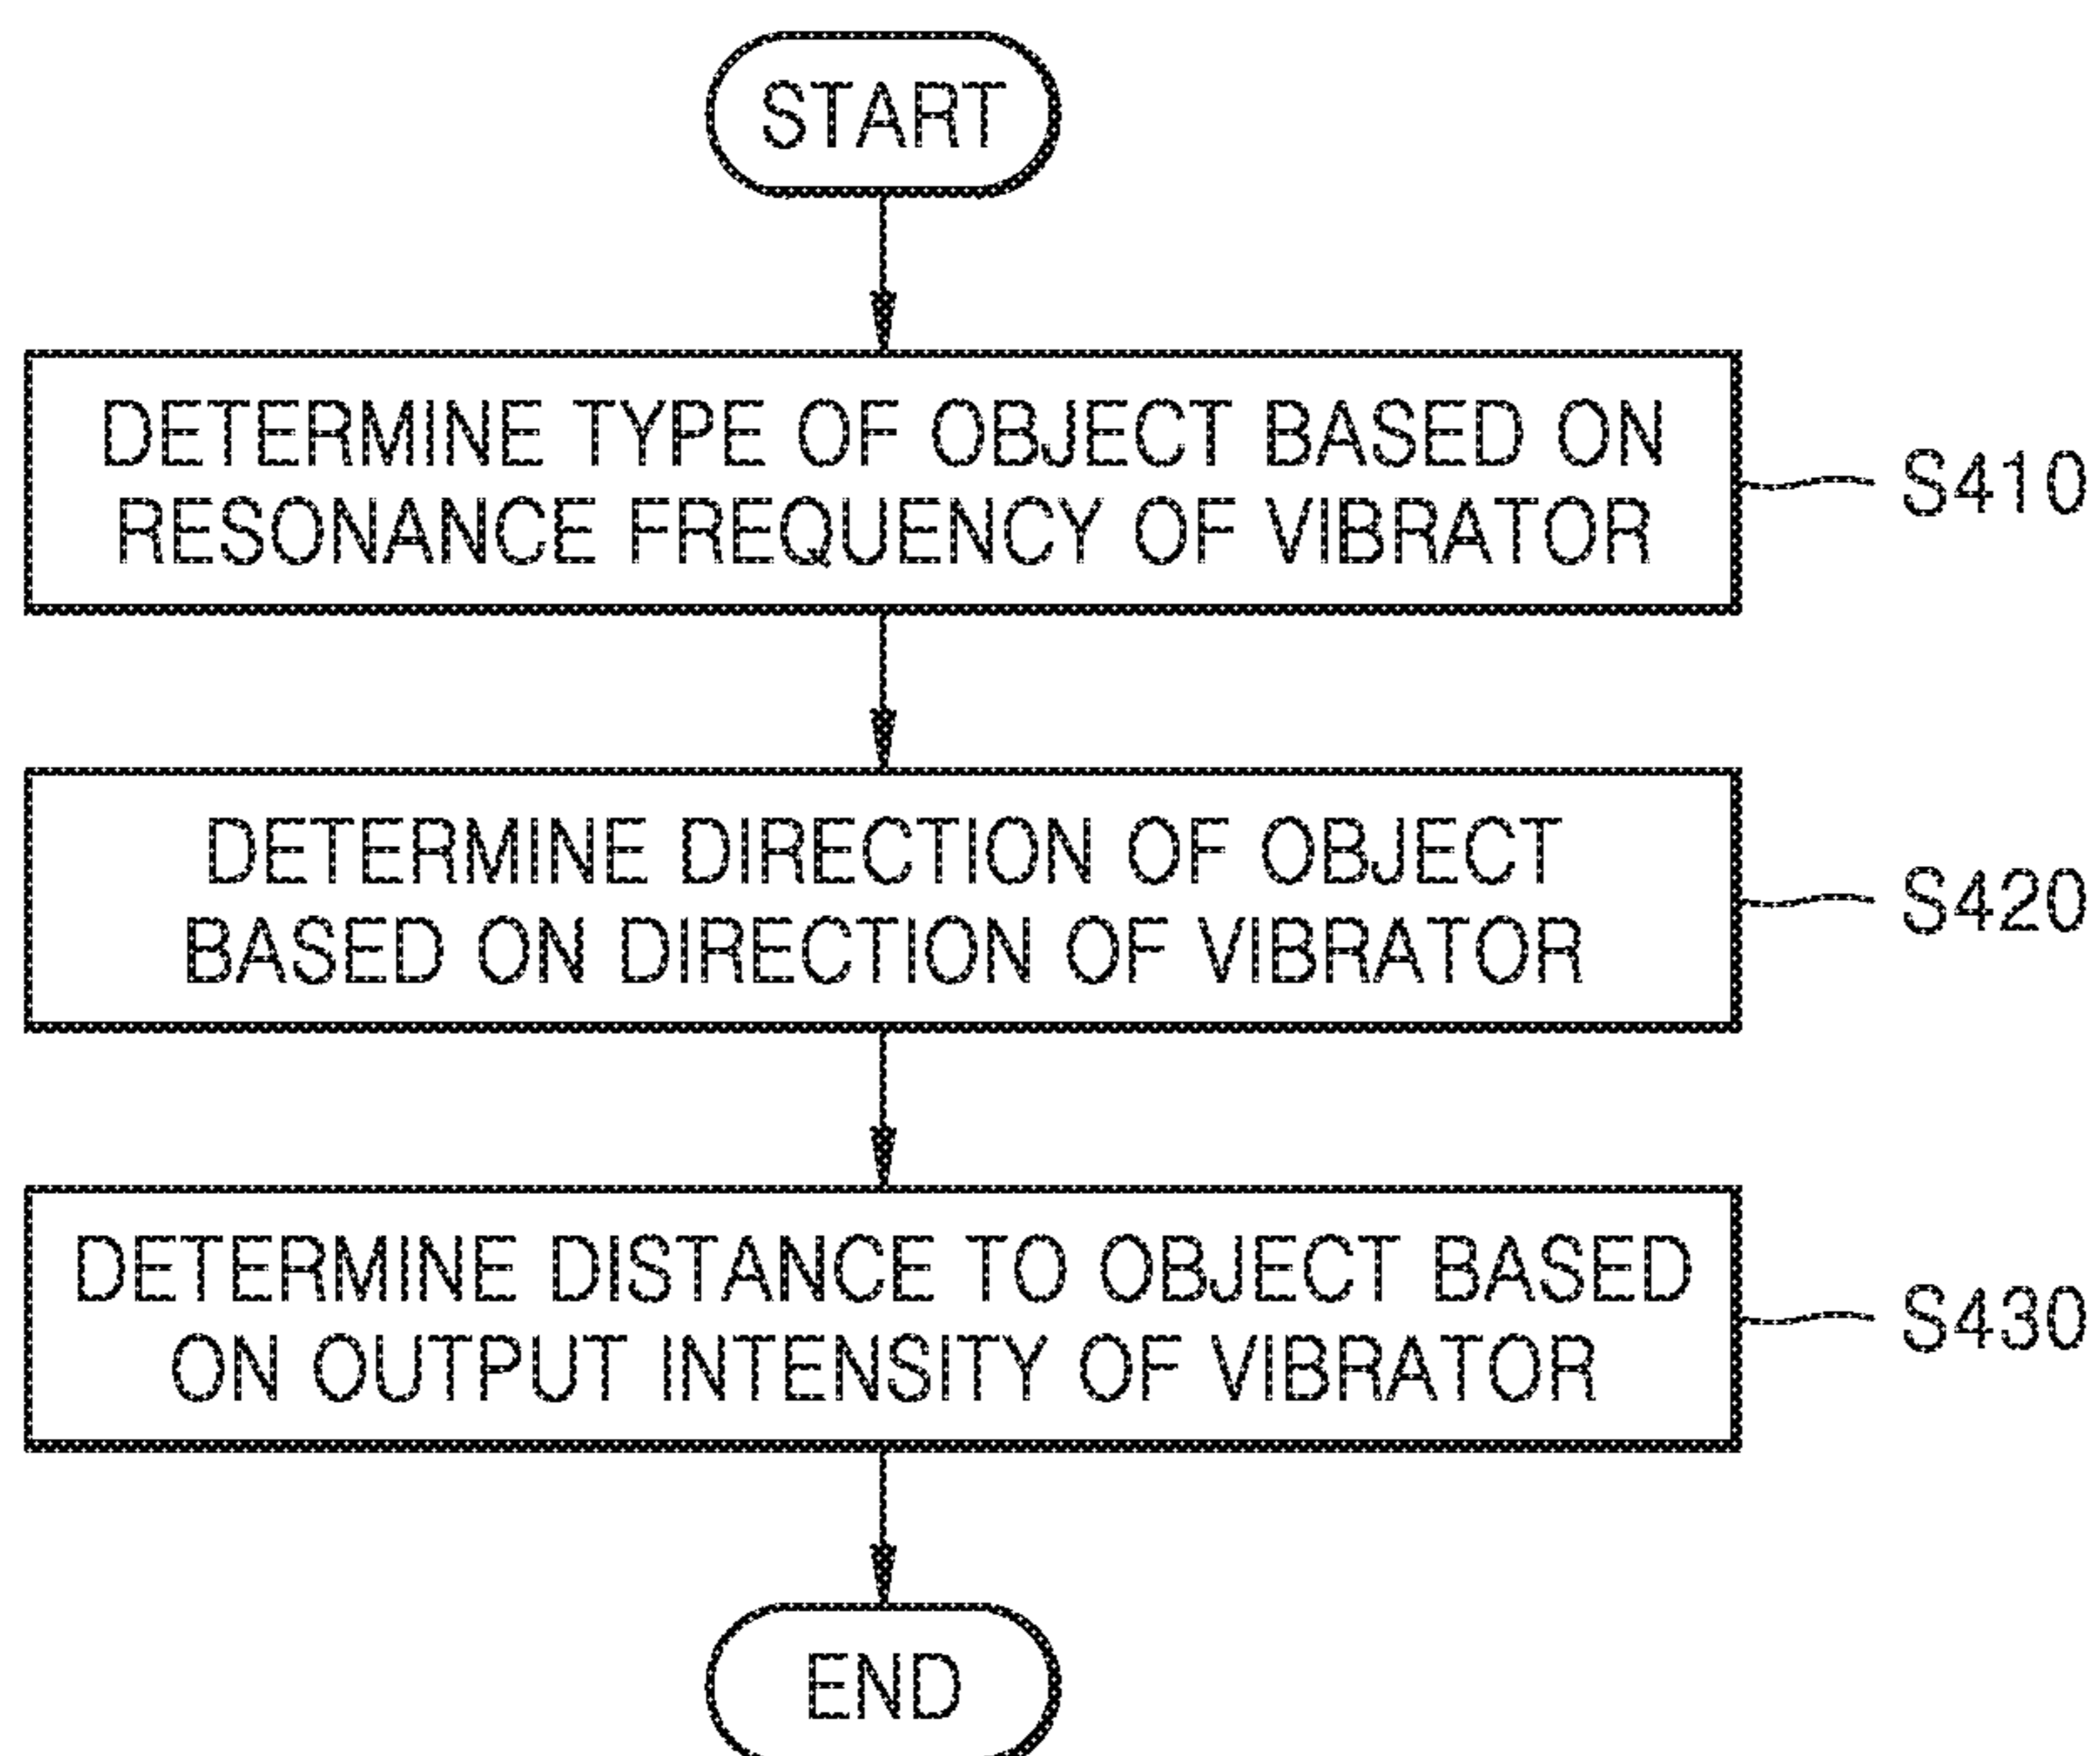 START
DETERMINE TYPE OF OBJECT BASED ON
RESONANCE FREQUENCY OF VIBRATOR
S410
DETERMINE DIRECTION OF OBJECT
BASED ON DIRECTION OF VIBRATOR
S420
DETERMINE DISTANCE TO OBJECT BASED
ON OUTPUT INTENSITY OF VIBRATOR
S430
END